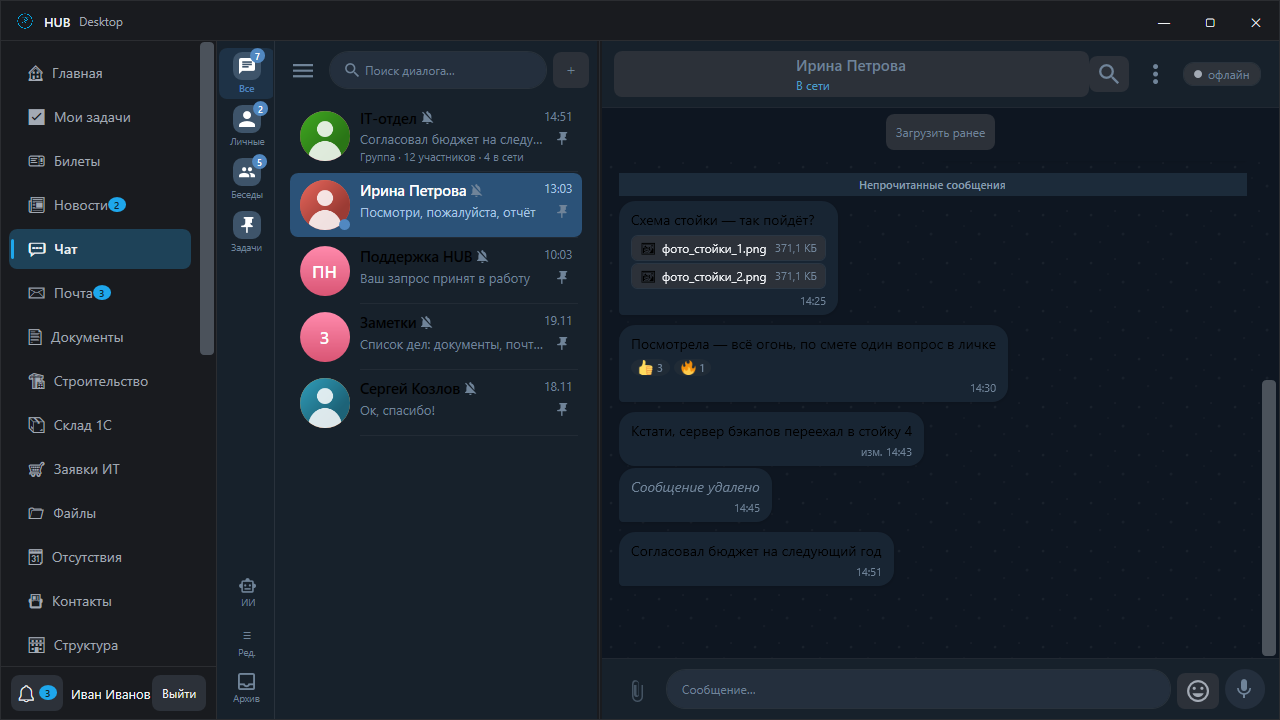 HUB Desktop
Главная
Мои задачи
Билеты
Новости 2
Чат
Почта 3
Документы
Строительство
Склад 1С
Заявки ИТ
Файлы
Отсутствия
Контакты
Структура
3 Иван Иванов Выйти
7
Все
2
Личные
5
Беседы
Задачи
ИИ
Ред.
Архив
Поиск диалога... +
IT-отдел 14:51
Согласовал бюджет на следу...
Группа · 12 участников · 4 в сети
Ирина Петрова 13:03
Посмотри, пожалуйста, отчёт
ПН
Поддержка HUB 10:03
Ваш запрос принят в работу
З
Заметки 19.11
Список дел: документы, почт...
Сергей Козлов 18.11
Ок, спасибо!
Ирина Петрова
В сети
офлайн
Загрузить ранее
Непрочитанные сообщения
Схема стойки — так пойдёт?
фото_стойки_1.png 371,1 КБ
фото_стойки_2.png 371,1 КБ
14:25
Посмотрела — всё огонь, по смете один вопрос в личке
👍 3 🔥 1
14:30
Кстати, сервер бэкапов переехал в стойку 4
изм. 14:43
Сообщение удалено
14:45
Согласовал бюджет на следующий год
14:51
Сообщение...